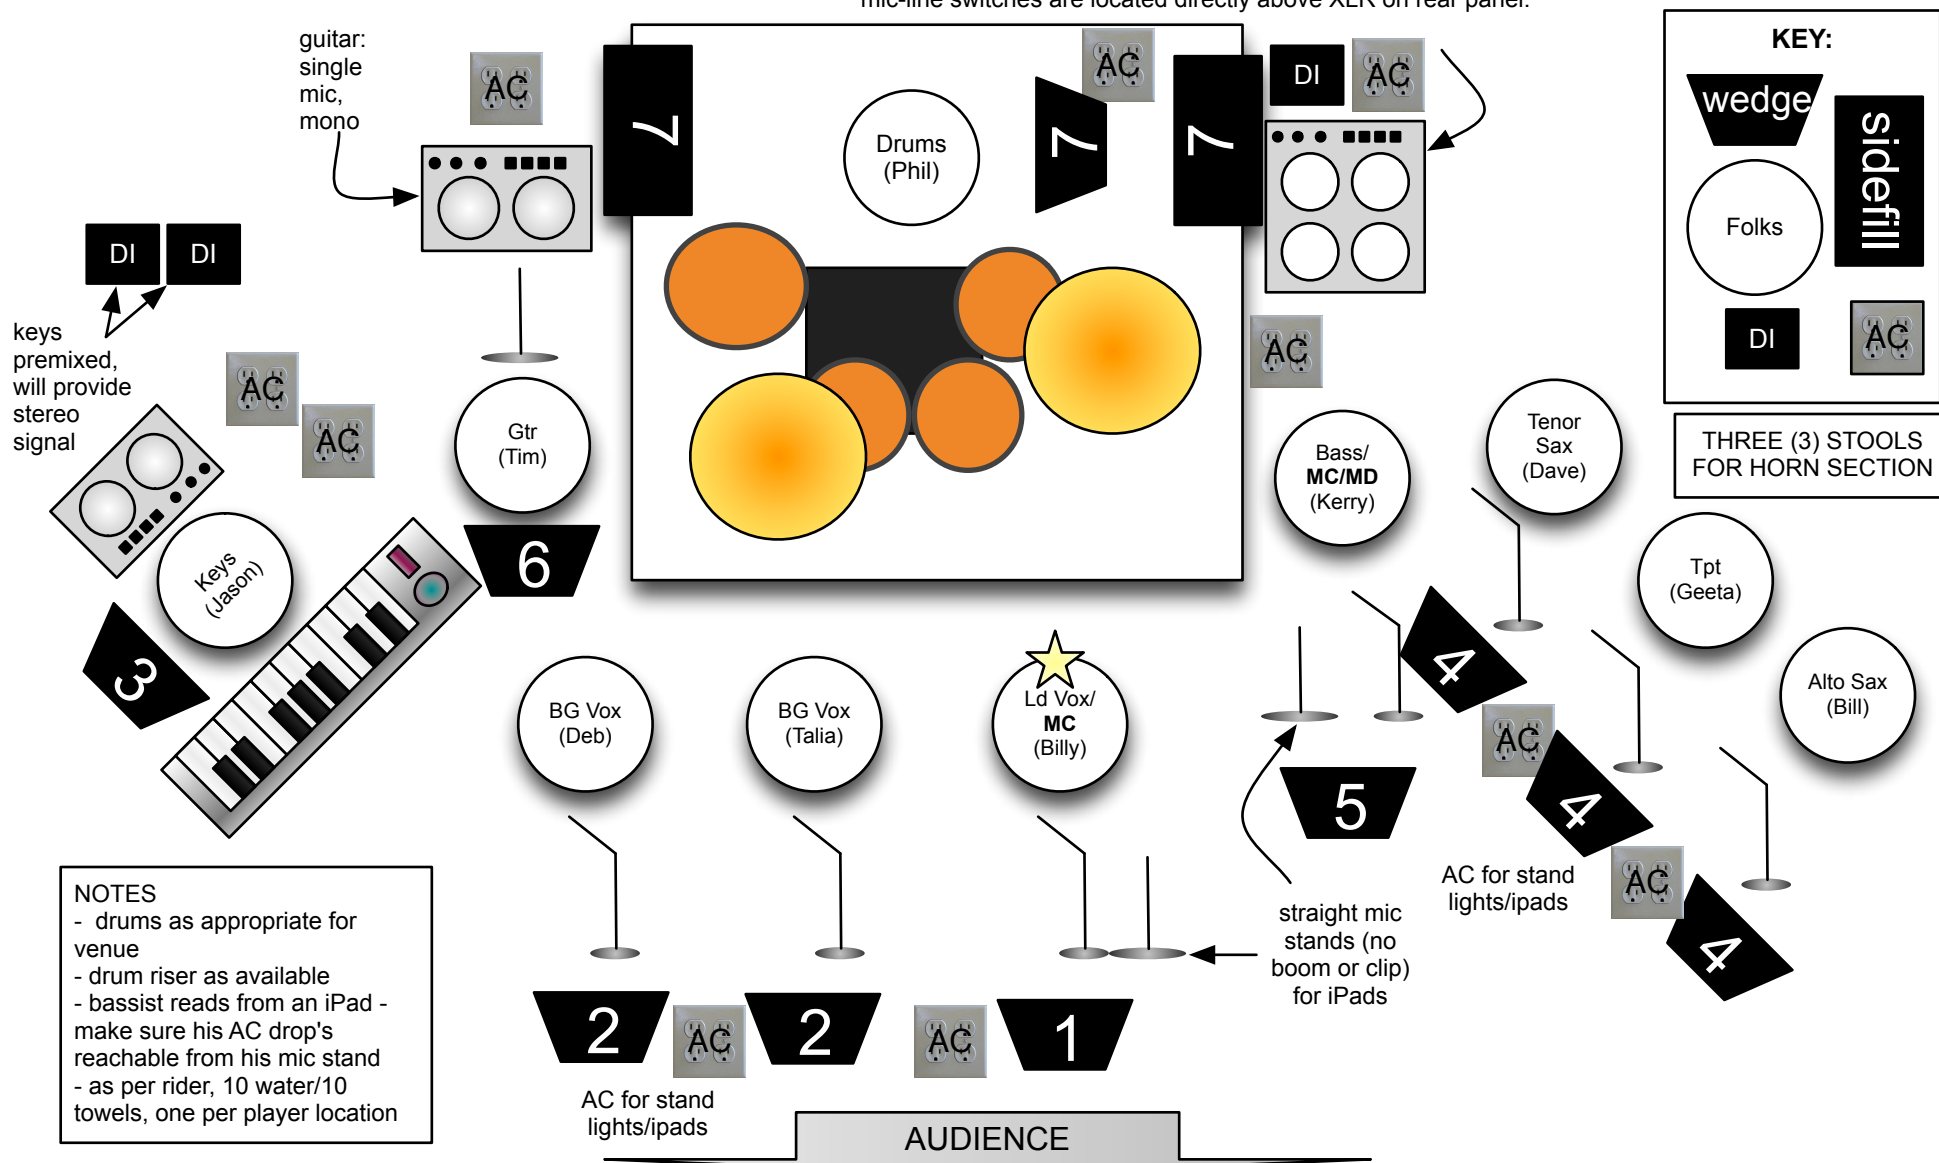 mic-line switches are located directly above XLR on rear panel.
guitar:
single
mic,
mono
AC
7
Drums
(Phil)
7
AC
7
DI
AC
KEY:
wedge
sidefill
Folks
DI
AC
THREE (3) STOOLS
FOR HORN SECTION
DI
DI
keys
premixed,
will provide
stereo
signal
AC
AC
Gtr
(Tim)
6
Keys
(Jason)
3
AC
Bass/
MC/MD
(Kerry)
Tenor
Sax
(Dave)
Tpt
(Geeta)
Alto Sax
(Bill)
BG Vox
(Deb)
BG Vox
(Talia)
Ld Vox/
MC
(Billy)
4
AC
4
AC
4
5
AC for stand
lights/ipads
straight mic
stands (no
boom or clip)
for iPads
NOTES
- drums as appropriate for
venue
- drum riser as available
- bassist reads from an iPad -
make sure his AC drop's
reachable from his mic stand
- as per rider, 10 water/10
towels, one per player location
2
AC
2
AC
1
AC for stand
lights/ipads
AUDIENCE